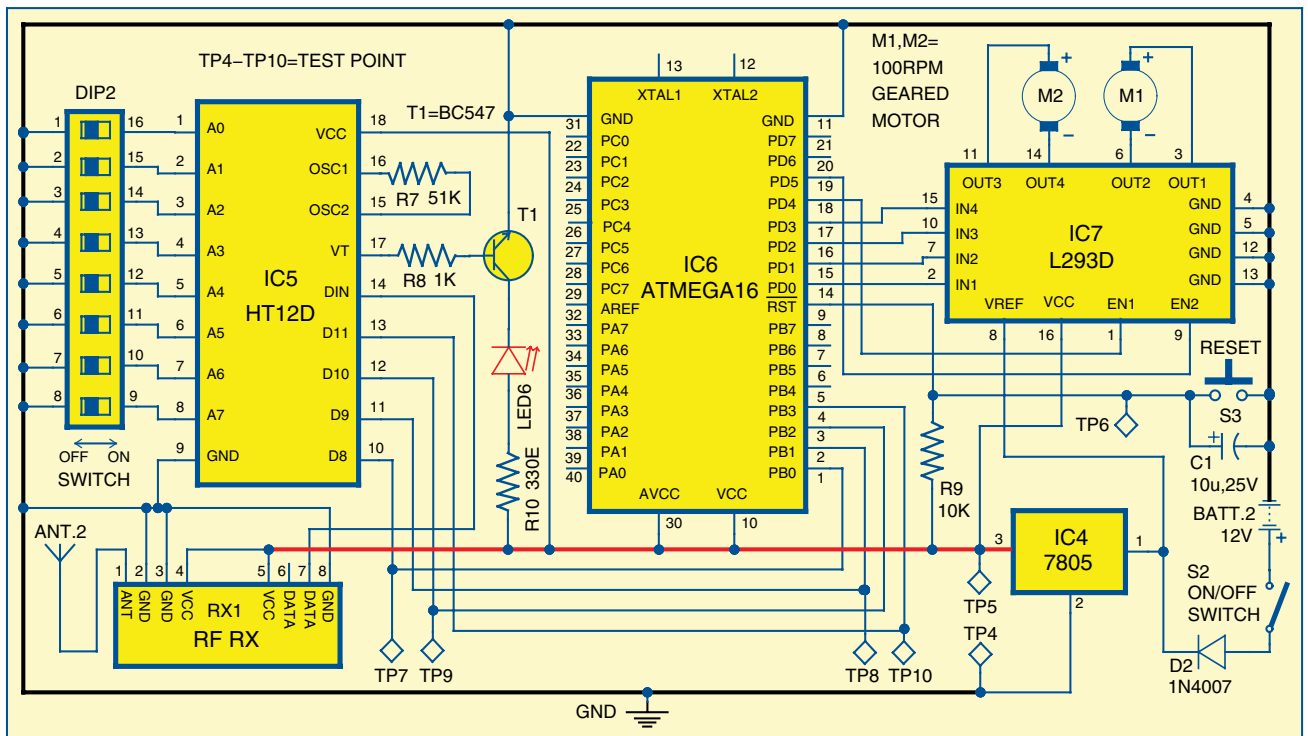 TP4–TP10=TEST POINT
DIP2
1 2 3 4 5 6 7 8
16 15 14 13 12 11 10 9
OFF ON
SWITCH
1 A0
2 A1
3 A2
4 A3
5 A4
6 A5
7 A6
8 A7
9 GND
IC5
HT12D
VCC 18
OSC1 16
OSC2 15
VT 17
DIN 14
D11 13
D10 12
D9 11
D8 10
R7 51K
R8 1K
T1=BC547
T1
LED6
R10 330E
ANT.2
1 2 3 4 5 6 7 8
ANT
GND
GND
VCC
VCC
DATA
DATA
GND
RX1
RF RX
13 12
XTAL1 XTAL2
31 GND
22 PC0
23 PC1
24 PC2
25 PC3
26 PC4
27 PC5
28 PC6
29 PC7
32 AREF
33 PA7
34 PA6
35 PA5
36 PA4
37 PA3
38 PA2
39 PA1
40 PA0
IC6
ATMEGA16
GND 11
PD7 21
PD6 20
PD5 19
PD4 18
PD3 17
PD2 16
PD1 15
PD0 14
RST 9
PB7 8
PB6 7
PB5 6
PB4 5
PB3 4
PB2 3
PB1 2
PB0 1
AVCC VCC
30 10
M1,M2=
100RPM
GEARED
MOTOR
+ +
M2 M1
– –
11 14 6 3
OUT3 OUT4 OUT2 OUT1
15 IN4
10 IN3
7 IN2
2 IN1
IC7
L293D
GND 4
GND 5
GND 12
GND 13
VREF VCC EN1 EN2
8 16 1 9
RESET
S3
TP6
+
C1
10u,25V
R9
10K
BATT.2
12V
+
3 IC4 1
7805
2
S2
ON/OFF
SWITCH
D2
1N4007
TP5
TP4
TP7 TP9
TP8 TP10
GND